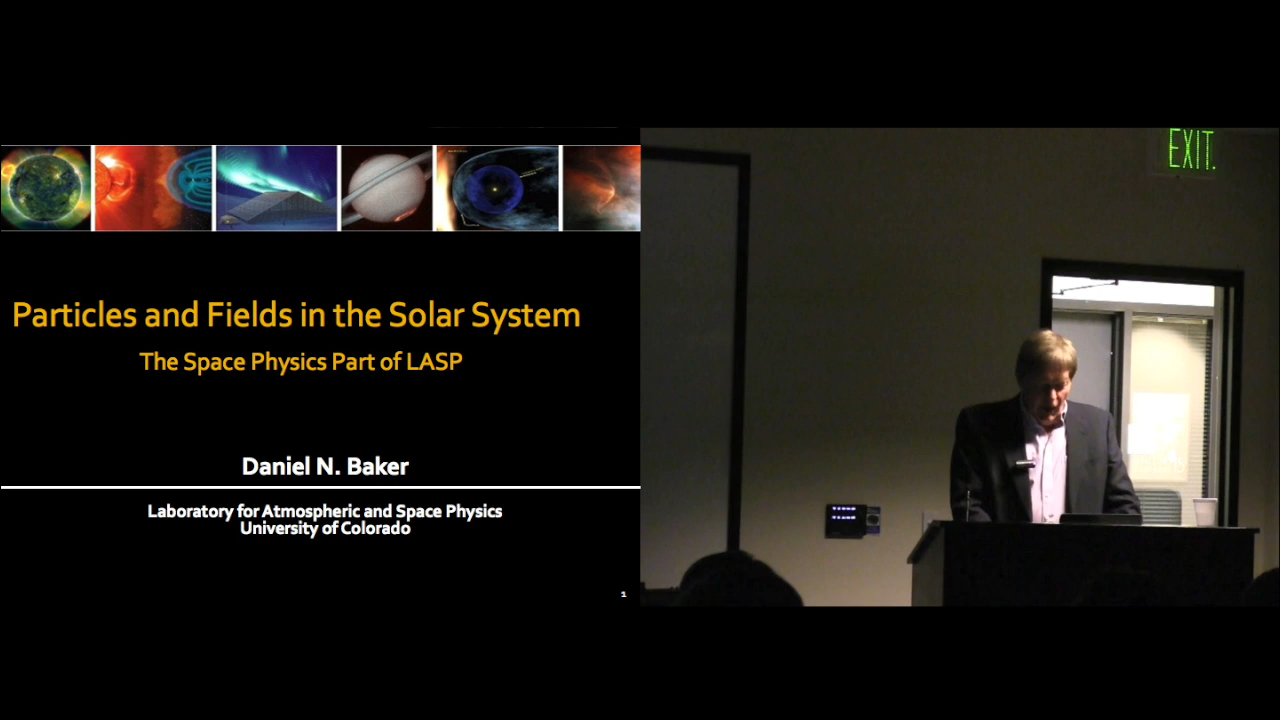 Particles and Fields in the Solar System
The Space Physics Part of LASP
Daniel N. Baker
Laboratory for Atmospheric and Space Physics
University of Colorado
1
EXIT